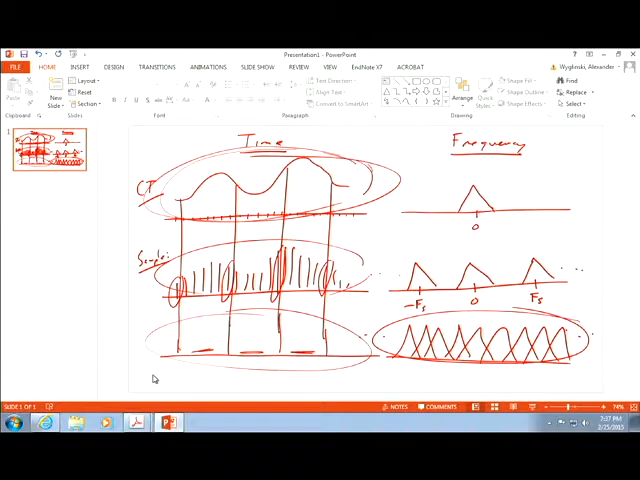 Presentation1 - PowerPoint
FILE
HOME
INSERT
DESIGN
TRANSITIONS
ANIMATIONS
SLIDE SHOW
REVIEW
VIEW
EndNote X7
ACROBAT
Wyglinski, Alexander
Paste
New
Slide
Layout
Reset
Section
Text Direction
Align Text
Convert to SmartArt
Arrange
Quick
Styles
Shape Fill
Shape Outline
Shape Effects
Find
Replace
Select
Clipboard
Slides
Font
Paragraph
Drawing
Editing
1
Time
Frequency
CT
0
Sample:
-Fs
0
Fs
SLIDE 1 OF 1
NOTES
COMMENTS
74%
7:37 PM
2/25/2015